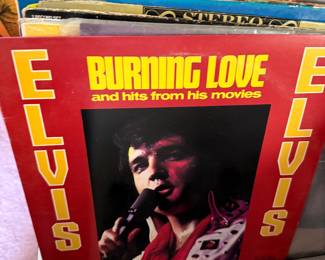 STEREO
BURNING LOVE
and hits from his movies
ELVIS
ELVIS